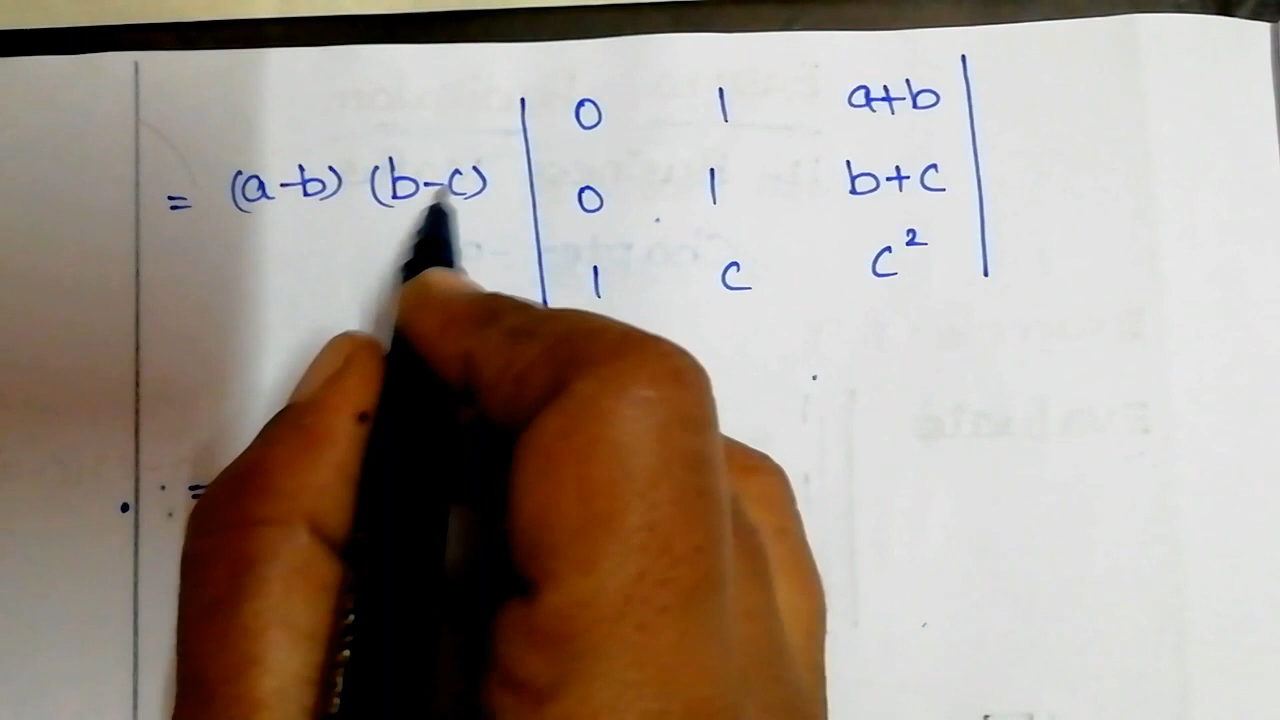 0 1 a+b
= (a-b) (b-c) 0 1 b+c
1 c c²
=